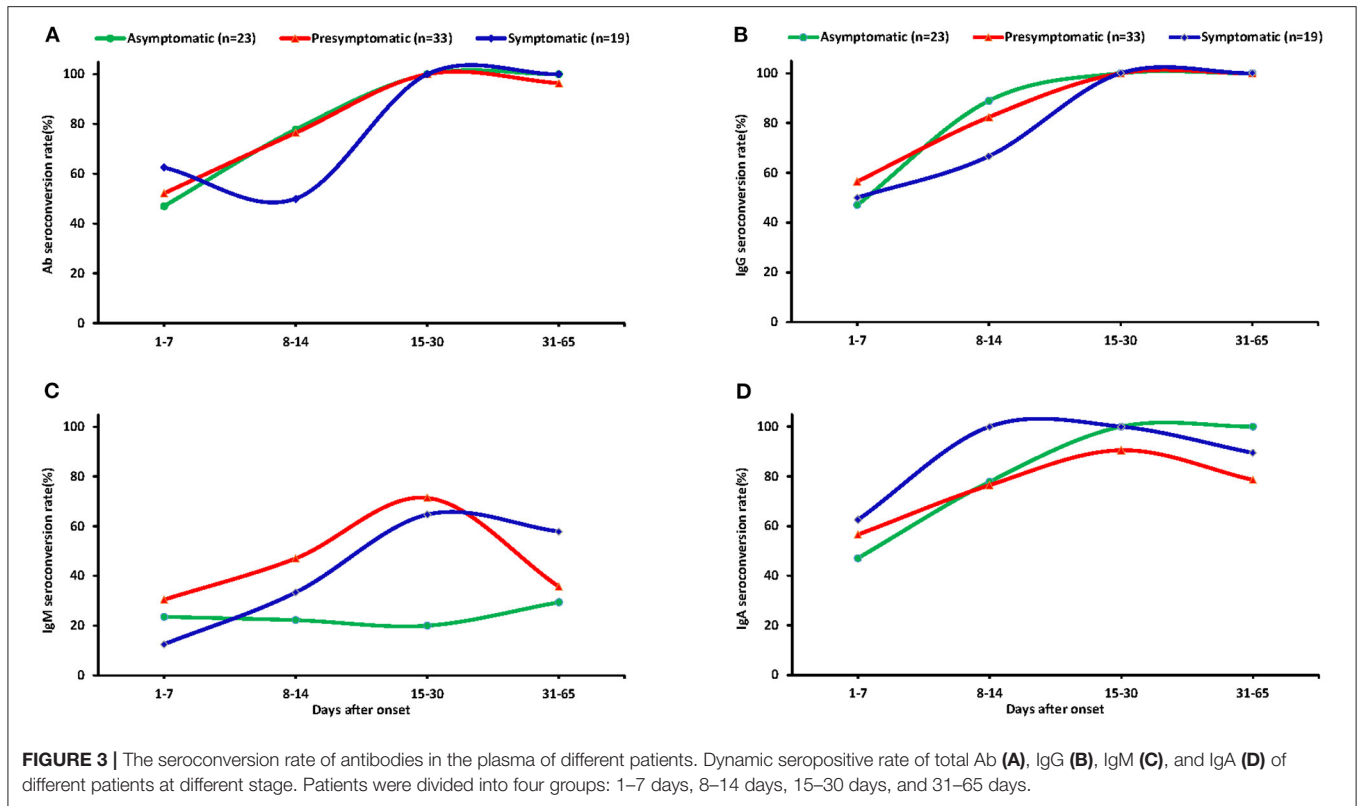 A
Asymptomatic (n=23) Presymptomatic (n=33) Symptomatic (n=19)
Ab seroconversion rate(%)
100
80
60
40
20
0
1-7 8-14 15-30 31-65
B
Asymptomatic (n=23) Presymptomatic (n=33) Symptomatic (n=19)
IgG seroconversion rate(%)
100
80
60
40
20
0
1-7 8-14 15-30 31-65
C
IgM seroconversion rate(%)
100
80
60
40
20
0
1-7 8-14 15-30 31-65
Days after onset
D
IgA seroconversion rate(%)
100
80
60
40
20
0
1-7 8-14 15-30 31-65
Days after onset
FIGURE 3 | The seroconversion rate of antibodies in the plasma of different patients. Dynamic seropositive rate of total Ab (A), IgG (B), IgM (C), and IgA (D) of
different patients at different stage. Patients were divided into four groups: 1–7 days, 8–14 days, 15–30 days, and 31–65 days.